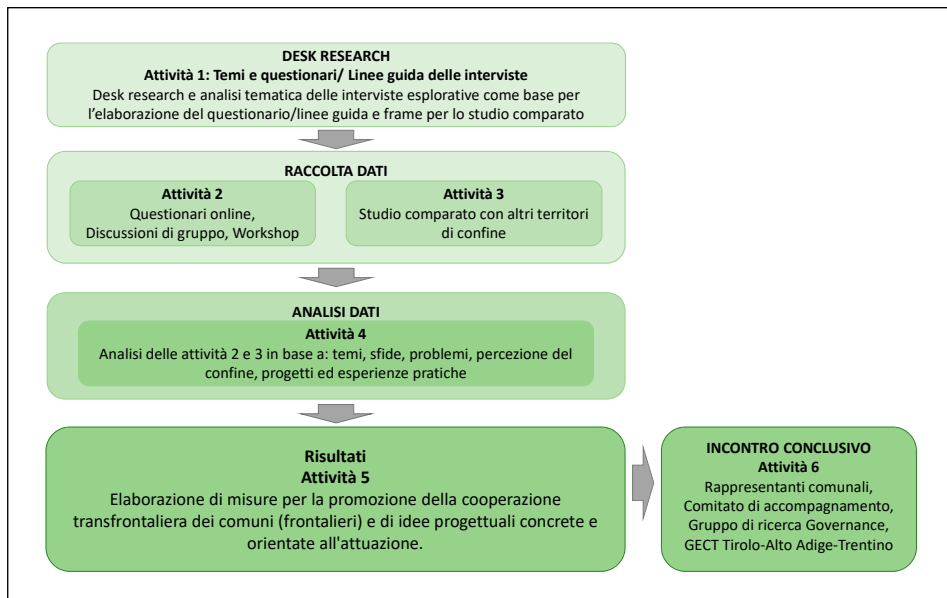 DESK RESEARCH
Attività 1: Temi e questionari/ Linee guida delle interviste
Desk research e analisi tematica delle interviste esplorative come base per
l'elaborazione del questionario/linee guida e frame per lo studio comparato
RACCOLTA DATI
Attività 2
Questionari online,
Discussioni di gruppo, Workshop
Attività 3
Studio comparato con altri territori
di confine
ANALISI DATI
Attività 4
Analisi delle attività 2 e 3 in base a: temi, sfide, problemi, percezione del
confine, progetti ed esperienze pratiche
Risultati
Attività 5
Elaborazione di misure per la promozione della cooperazione
transfrontaliera dei comuni (frontalieri) e di idee progettuali concrete e
orientate all'attuazione.
INCONTRO CONCLUSIVO
Attività 6
Rappresentanti comunali,
Comitato di accompagnamento,
Gruppo di ricerca Governance,
GECT Tirolo-Alto Adige-Trentino